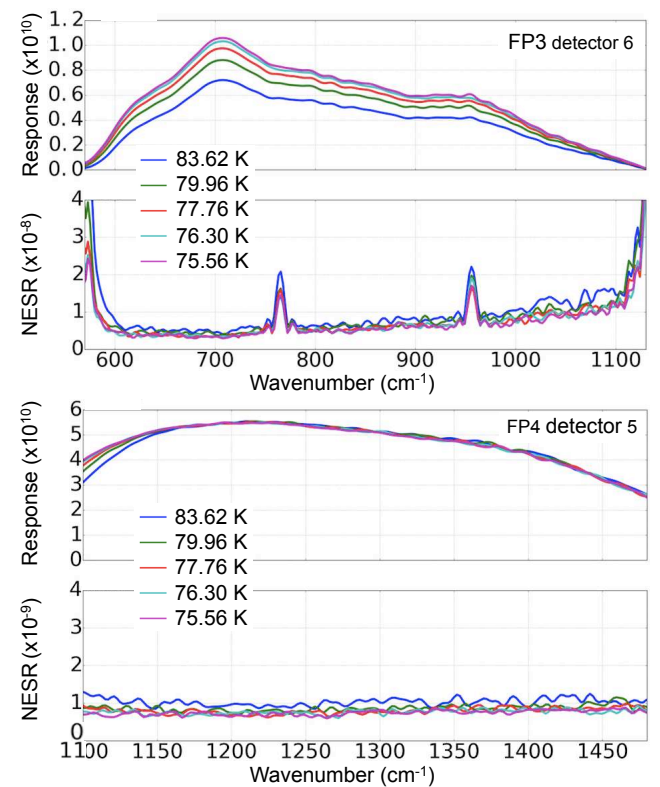 FP3 detector 6
Response (x10¹⁰)
1.2
1.0
0.8
0.6
0.4
0.2
0.0
83.62 K
79.96 K
77.76 K
76.30 K
75.56 K
NESR (x10⁻⁸)
4
3
2
1
0
600 700 800 900 1000 1100
Wavenumber (cm⁻¹)
FP4 detector 5
Response (x10¹⁰)
6
5
4
3
2
1
0
83.62 K
79.96 K
77.76 K
76.30 K
75.56 K
NESR (x10⁻⁹)
4
3
2
1
0
1100 1150 1200 1250 1300 1350 1400 1450
Wavenumber (cm⁻¹)